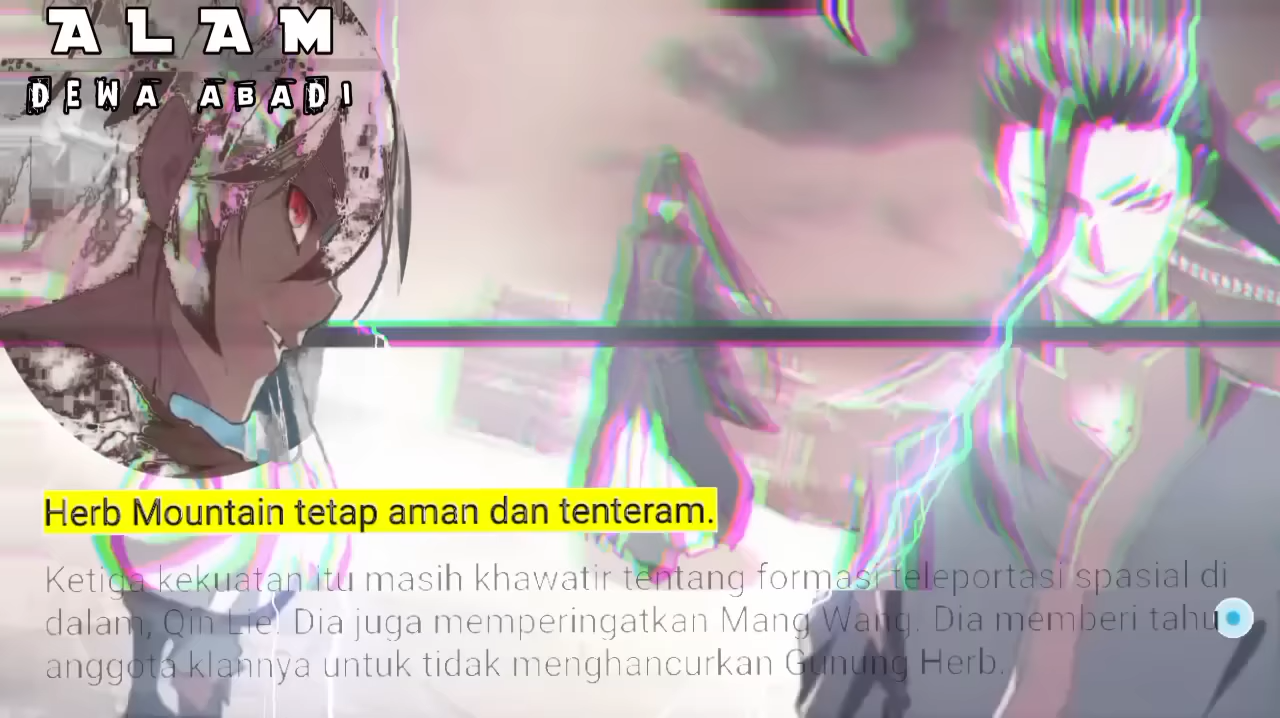 ALAM
DEWA ABADI
Herb Mountain tetap aman dan tenteram.
Ketiga kekuatan itu masih khawatir tentang formasi teleportasi spasial di
dalam, Qin Lie. Dia juga memperingatkan Mang Wang. Dia memberi tahu
anggota klannya untuk tidak menghancurkan Gunung Herb.